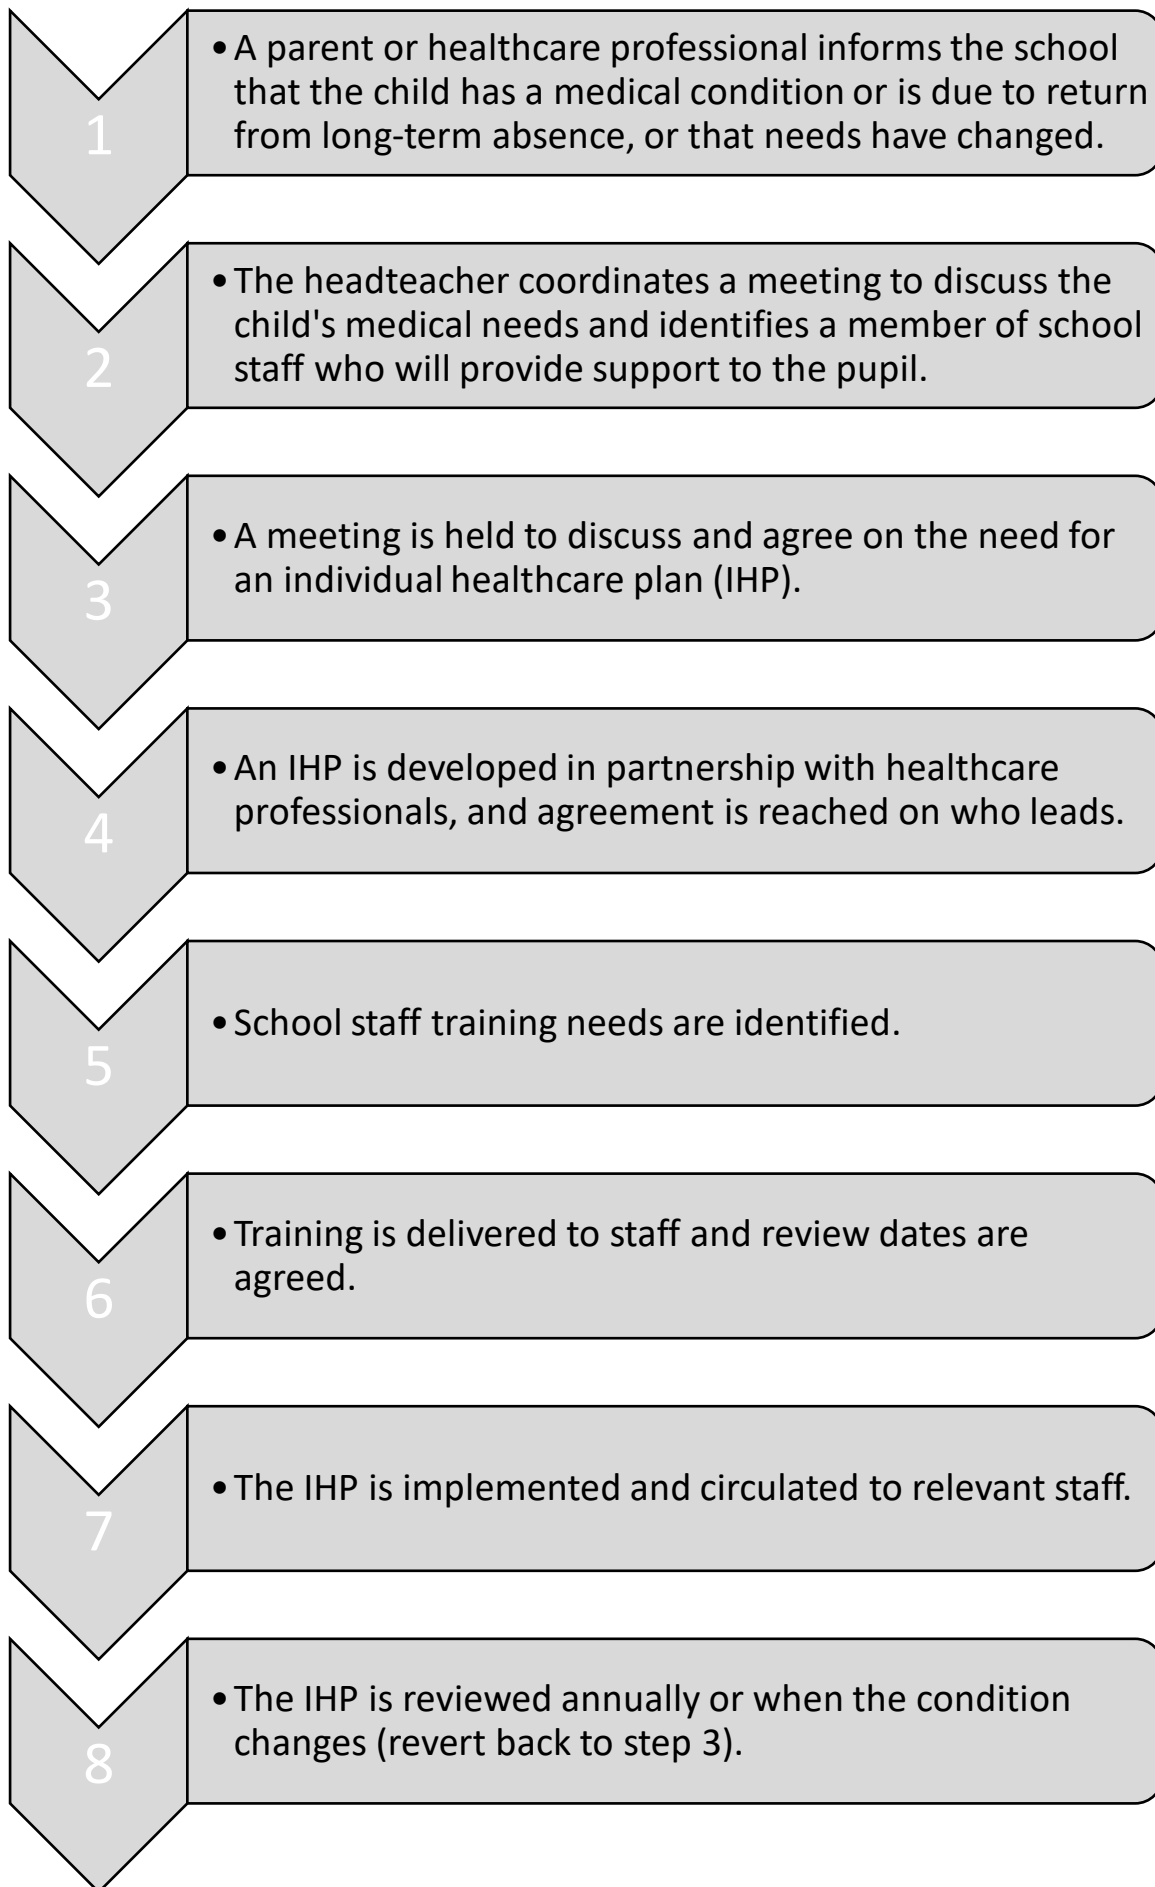 1
• A parent or healthcare professional informs the school
that the child has a medical condition or is due to return
from long-term absence, or that needs have changed.
2
• The headteacher coordinates a meeting to discuss the
child's medical needs and identifies a member of school
staff who will provide support to the pupil.
3
• A meeting is held to discuss and agree on the need for
an individual healthcare plan (IHP).
4
• An IHP is developed in partnership with healthcare
professionals, and agreement is reached on who leads.
5
• School staff training needs are identified.
6
• Training is delivered to staff and review dates are
agreed.
7
• The IHP is implemented and circulated to relevant staff.
8
• The IHP is reviewed annually or when the condition
changes (revert back to step 3).